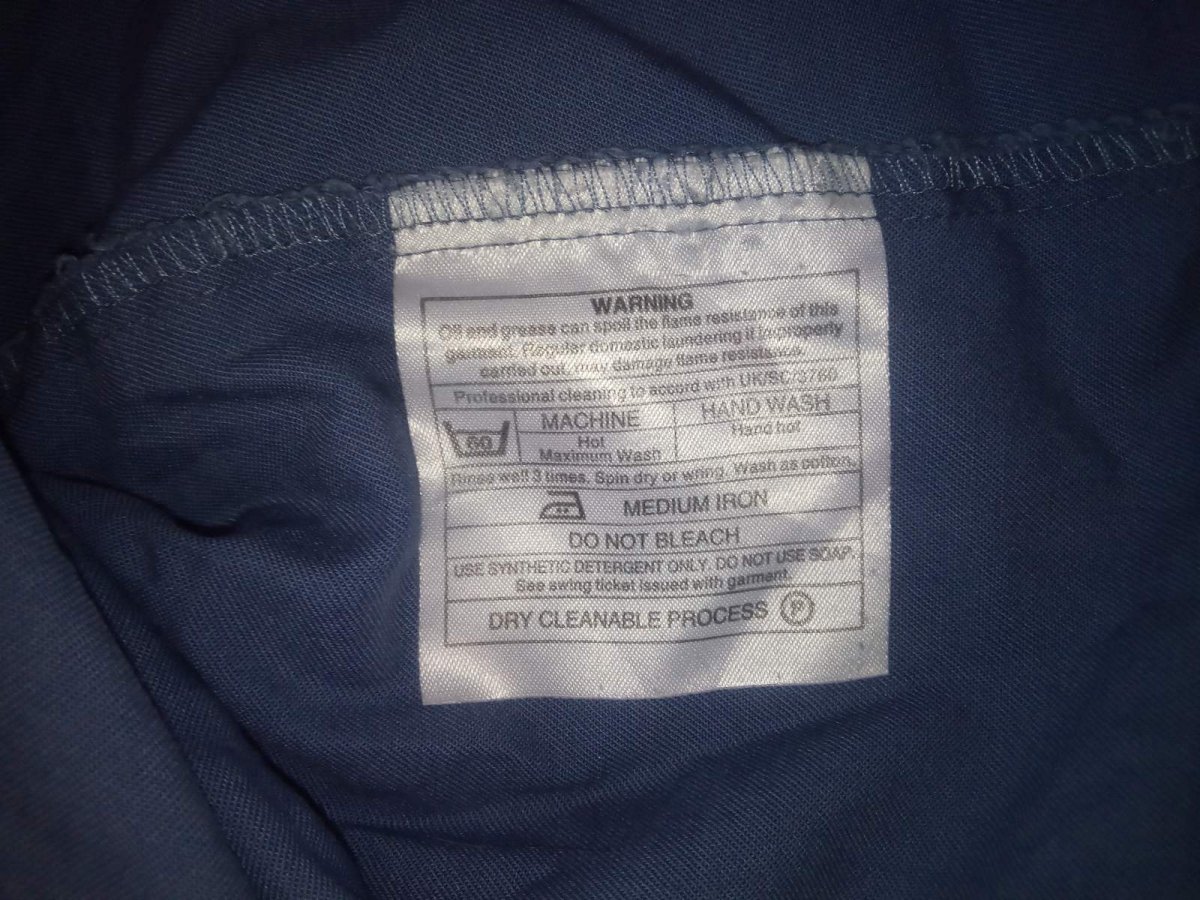 WARNING
Oil and grease can spoil the flame resistance of this
garment. Regular domestic laundering if improperly
carried out, may damage flame resistance.
Professional cleaning to accord with UK/SC/3760
60
MACHINE
Hot
Maximum Wash
HAND WASH
Hand hot
Rinse well 3 times. Spin dry or wring. Wash as cotton.
MEDIUM IRON
DO NOT BLEACH
USE SYNTHETIC DETERGENT ONLY. DO NOT USE SOAP.
See swing ticket issued with garment.
DRY CLEANABLE PROCESS P